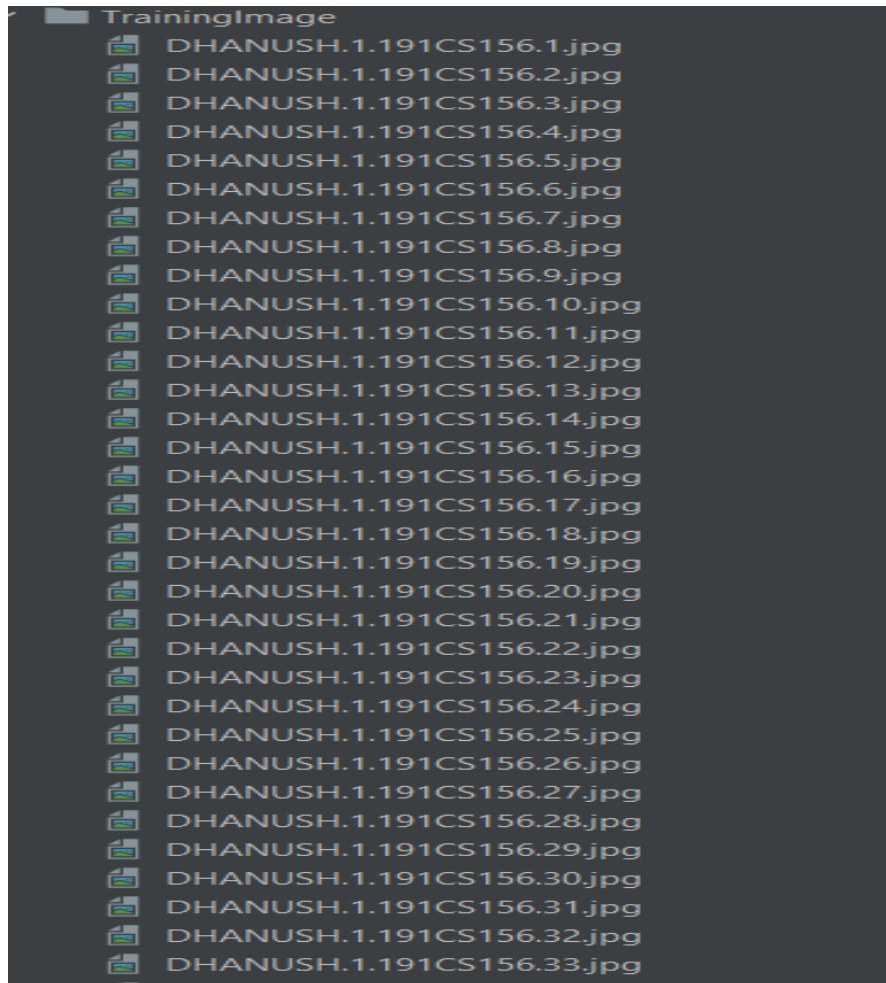 TrainingImage
DHANUSH.1.191CS156.1.jpg
DHANUSH.1.191CS156.2.jpg
DHANUSH.1.191CS156.3.jpg
DHANUSH.1.191CS156.4.jpg
DHANUSH.1.191CS156.5.jpg
DHANUSH.1.191CS156.6.jpg
DHANUSH.1.191CS156.7.jpg
DHANUSH.1.191CS156.8.jpg
DHANUSH.1.191CS156.9.jpg
DHANUSH.1.191CS156.10.jpg
DHANUSH.1.191CS156.11.jpg
DHANUSH.1.191CS156.12.jpg
DHANUSH.1.191CS156.13.jpg
DHANUSH.1.191CS156.14.jpg
DHANUSH.1.191CS156.15.jpg
DHANUSH.1.191CS156.16.jpg
DHANUSH.1.191CS156.17.jpg
DHANUSH.1.191CS156.18.jpg
DHANUSH.1.191CS156.19.jpg
DHANUSH.1.191CS156.20.jpg
DHANUSH.1.191CS156.21.jpg
DHANUSH.1.191CS156.22.jpg
DHANUSH.1.191CS156.23.jpg
DHANUSH.1.191CS156.24.jpg
DHANUSH.1.191CS156.25.jpg
DHANUSH.1.191CS156.26.jpg
DHANUSH.1.191CS156.27.jpg
DHANUSH.1.191CS156.28.jpg
DHANUSH.1.191CS156.29.jpg
DHANUSH.1.191CS156.30.jpg
DHANUSH.1.191CS156.31.jpg
DHANUSH.1.191CS156.32.jpg
DHANUSH.1.191CS156.33.jpg